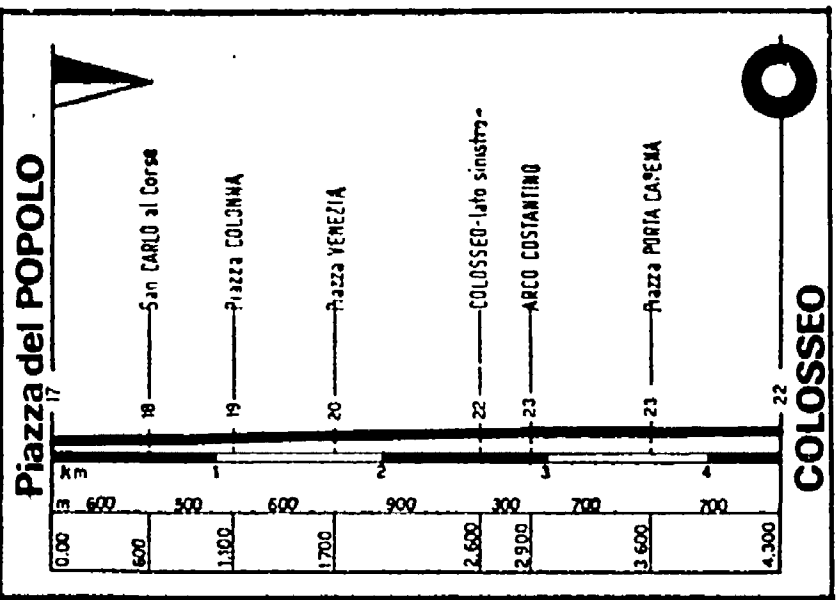 Piazza del POPOLO
San CARLO al Corso
Piazza COLONNA
Piazza VENEZIA
COLOSSEO-lato sinistro-
ARCO COSTANTINO
Piazza PORTA CAPENA
COLOSSEO
17
18
19
20
22
23
23
22
km
1
2
3
4
m
600
500
600
900
300
700
700
0.00
600
1.100
1.700
2.600
2.900
3.600
4.300